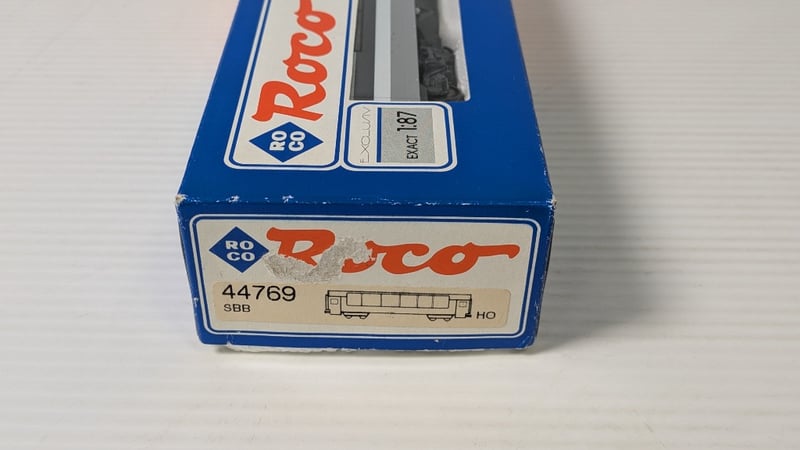 Roco
RO
CO
EXCLUSIV
EXACT 1:87
RO
CO
Roco
44769
SBB
HO